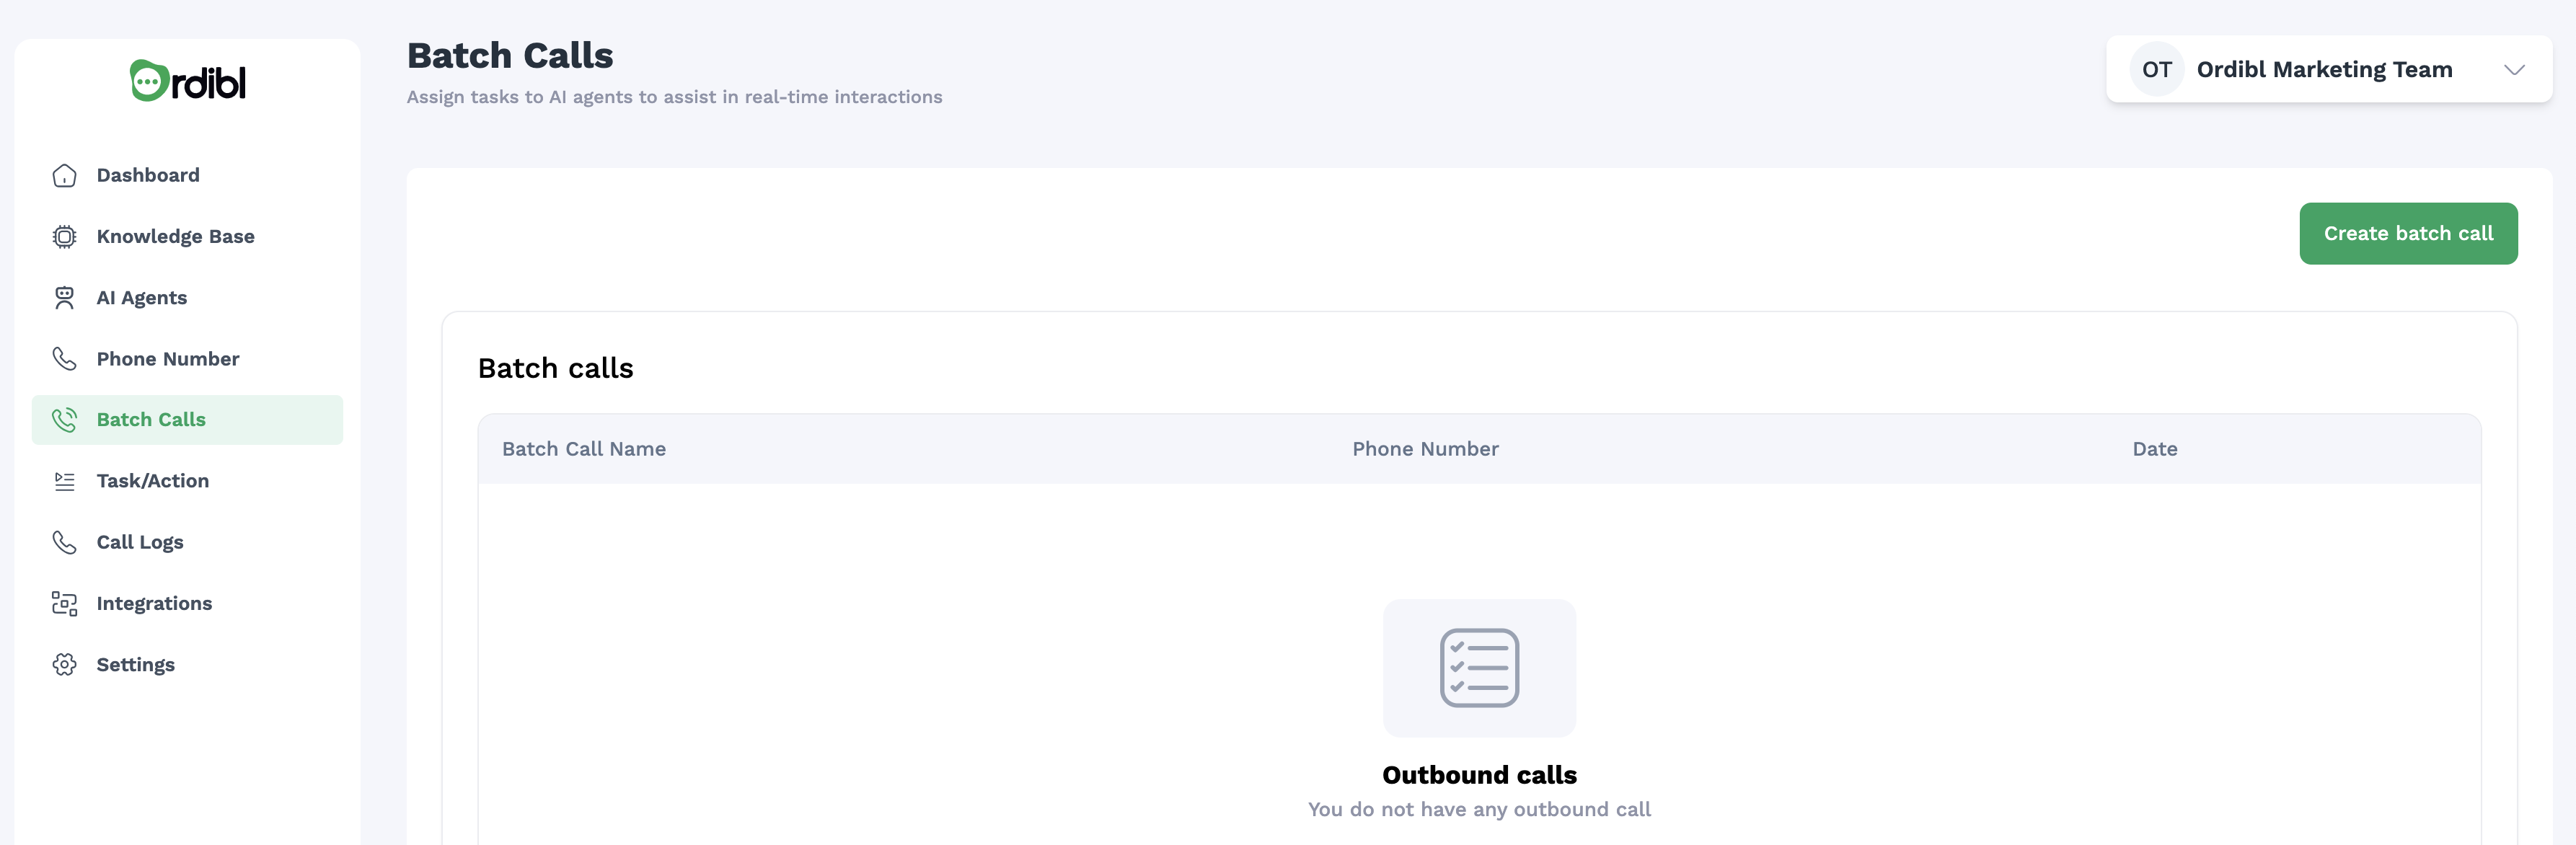 Ordibl
Dashboard
Knowledge Base
AI Agents
Phone Number
Batch Calls
Task/Action
Call Logs
Integrations
Settings
Batch Calls
Assign tasks to AI agents to assist in real-time interactions
OT Ordibl Marketing Team
Create batch call
Batch calls
Batch Call Name Phone Number Date
Outbound calls
You do not have any outbound call